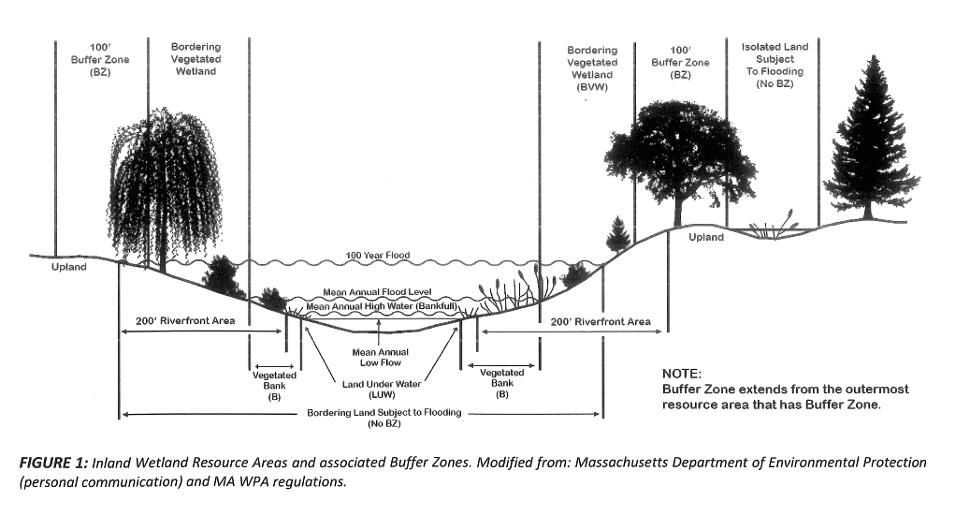 100'
Buffer Zone
(BZ)
Bordering
Vegetated
Wetland
Bordering
Vegetated
Wetland
(BVW)
100'
Buffer Zone
(BZ)
Isolated Land
Subject
To Flooding
(No BZ)
Upland
Upland
100 Year Flood
Mean Annual Flood Level
Mean Annual High Water (Bankfull)
200' Riverfront Area
200' Riverfront Area
Mean Annual
Low Flow
Vegetated
Bank
(B)
Land Under Water
(LUW)
Vegetated
Bank
(B)
Bordering Land Subject to Flooding
(No BZ)
NOTE:
Buffer Zone extends from the outermost
resource area that has Buffer Zone.
FIGURE 1: Inland Wetland Resource Areas and associated Buffer Zones. Modified from: Massachusetts Department of Environmental Protection
(personal communication) and MA WPA regulations.